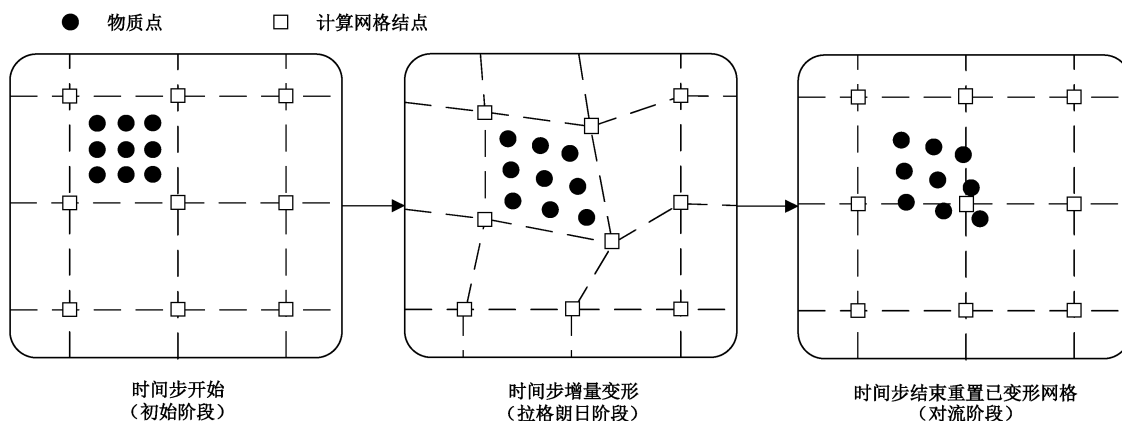 物质点
计算网格结点
时间步开始
（初始阶段）
时间步增量变形
（拉格朗日阶段）
时间步结束重置已变形网格
（对流阶段）